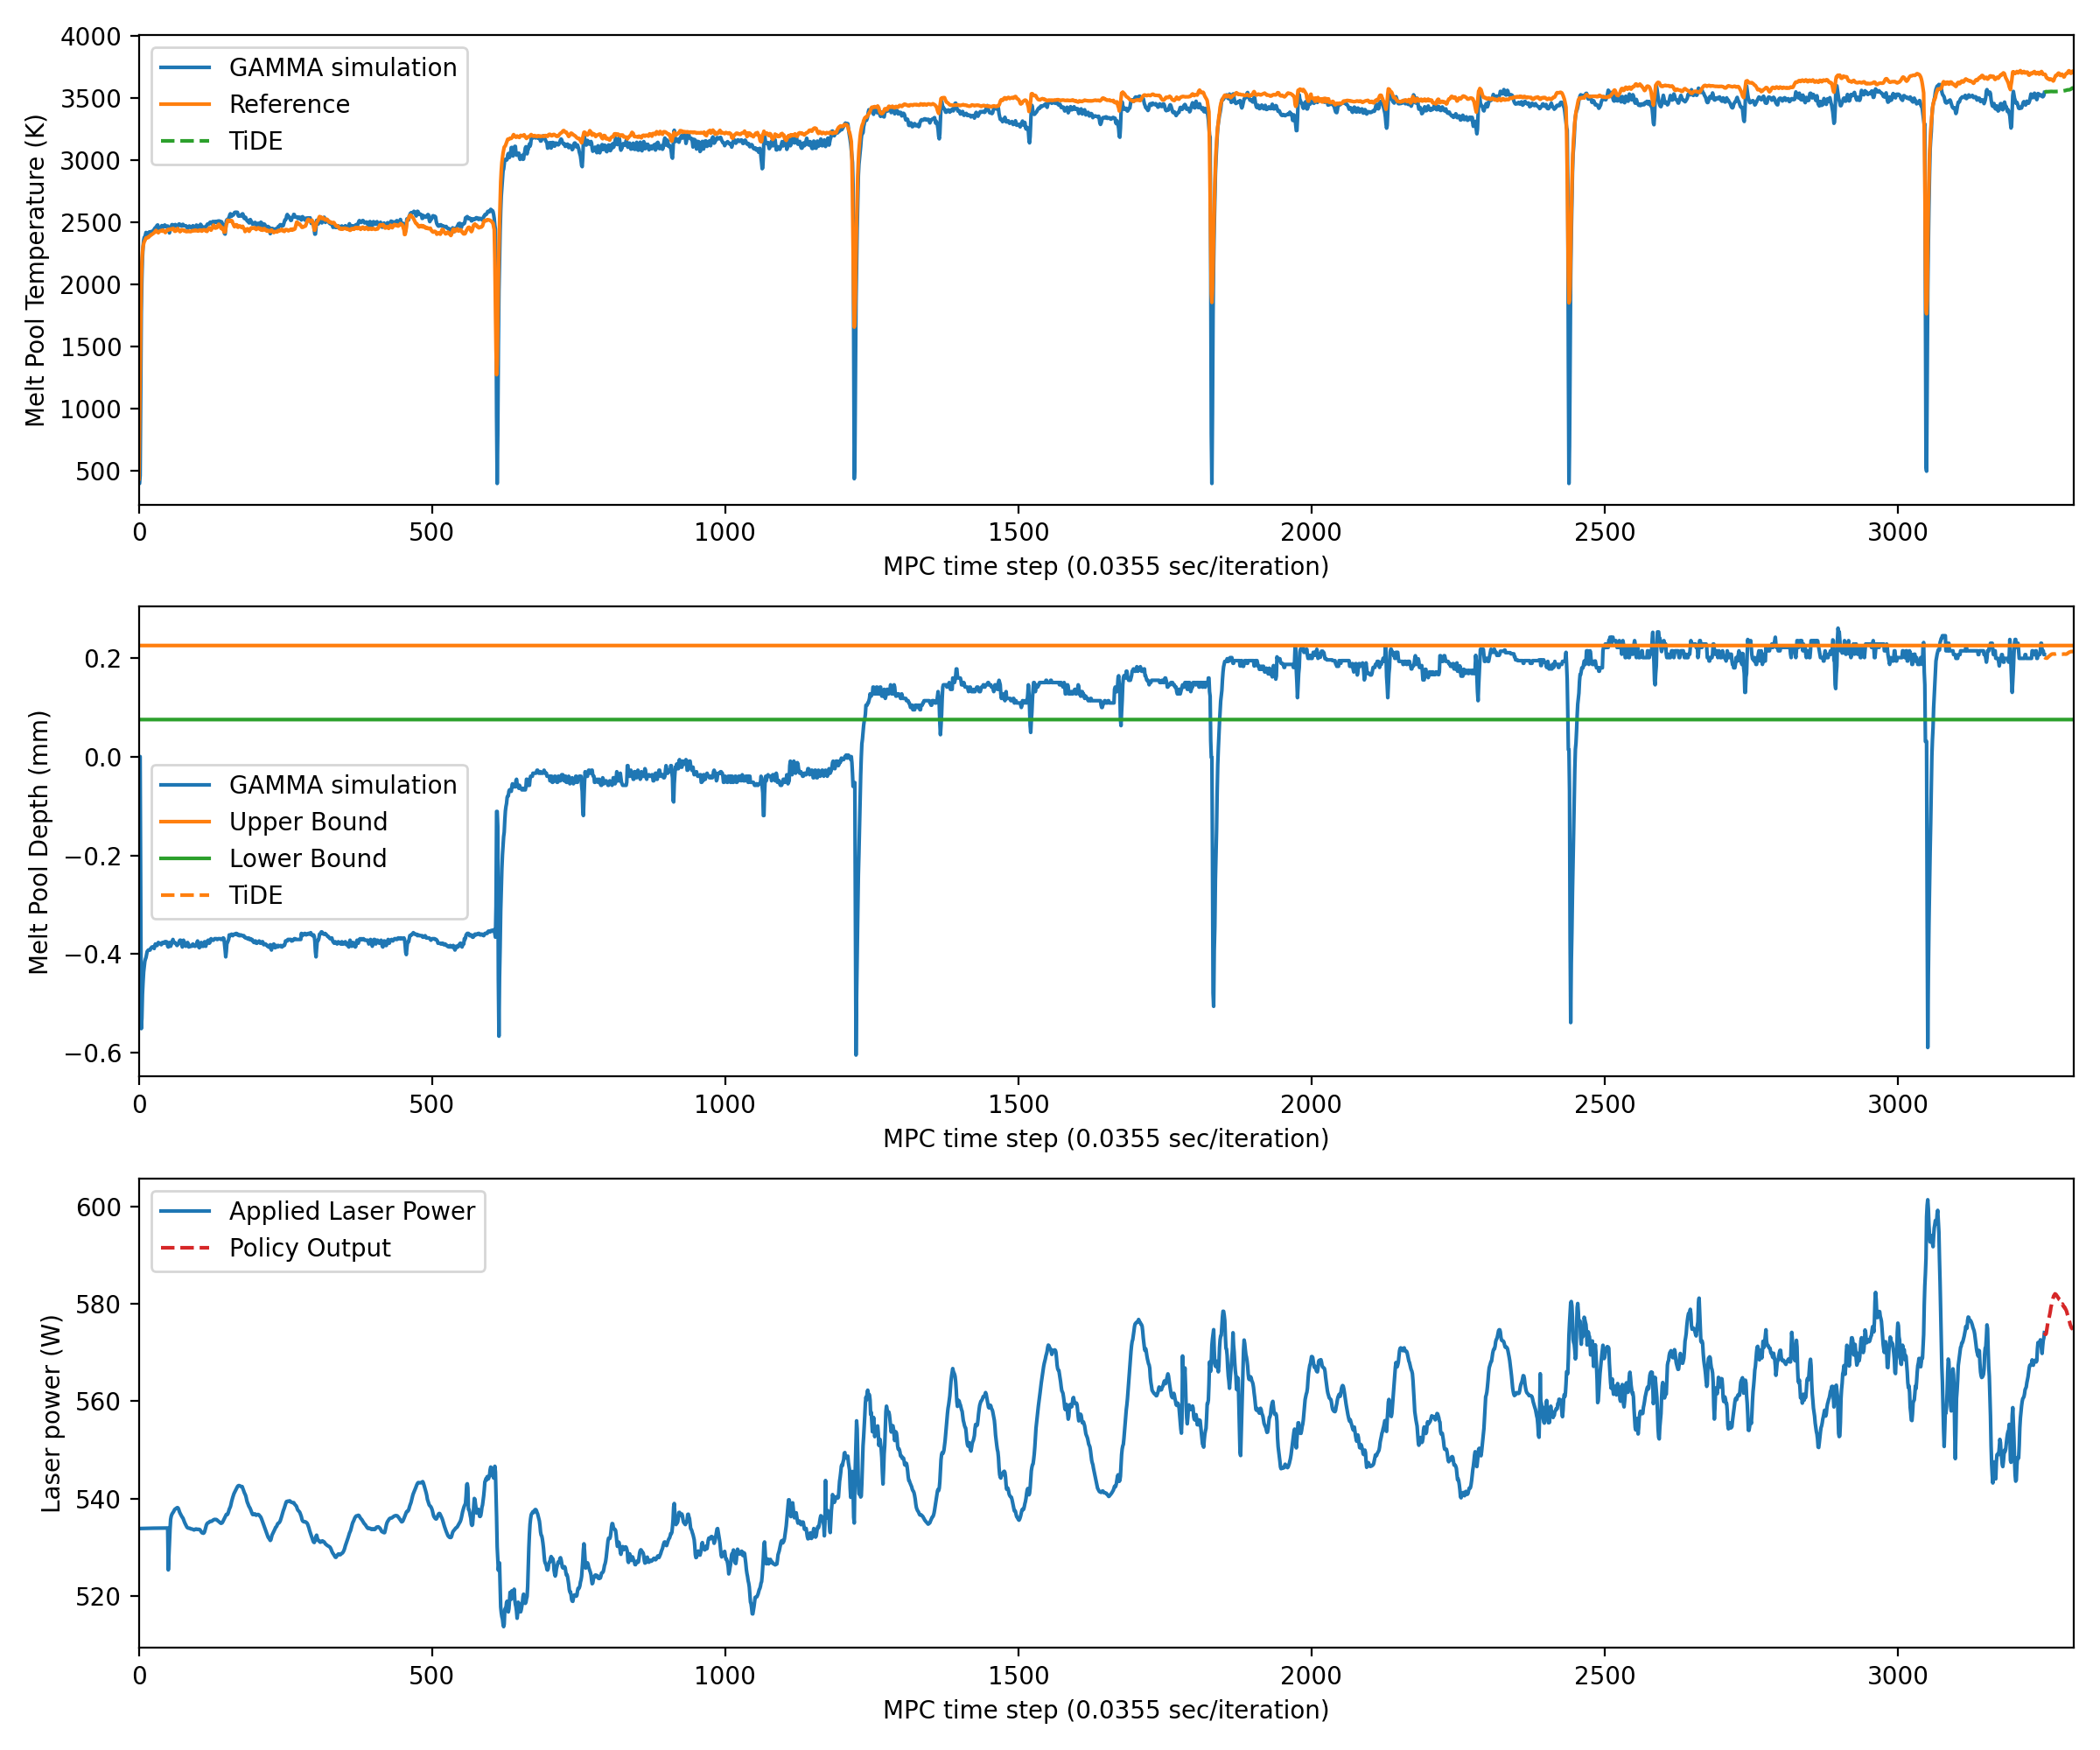 4000
3500
3000
2500
2000
1500
1000
500
Melt Pool Temperature (K)
GAMMA simulation
Reference
TiDE
0 500 1000 1500 2000 2500 3000
MPC time step (0.0355 sec/iteration)
0.2
0.0
−0.2
−0.4
−0.6
Melt Pool Depth (mm)
GAMMA simulation
Upper Bound
Lower Bound
TiDE
0 500 1000 1500 2000 2500 3000
MPC time step (0.0355 sec/iteration)
600
580
560
540
520
Laser power (W)
Applied Laser Power
Policy Output
0 500 1000 1500 2000 2500 3000
MPC time step (0.0355 sec/iteration)